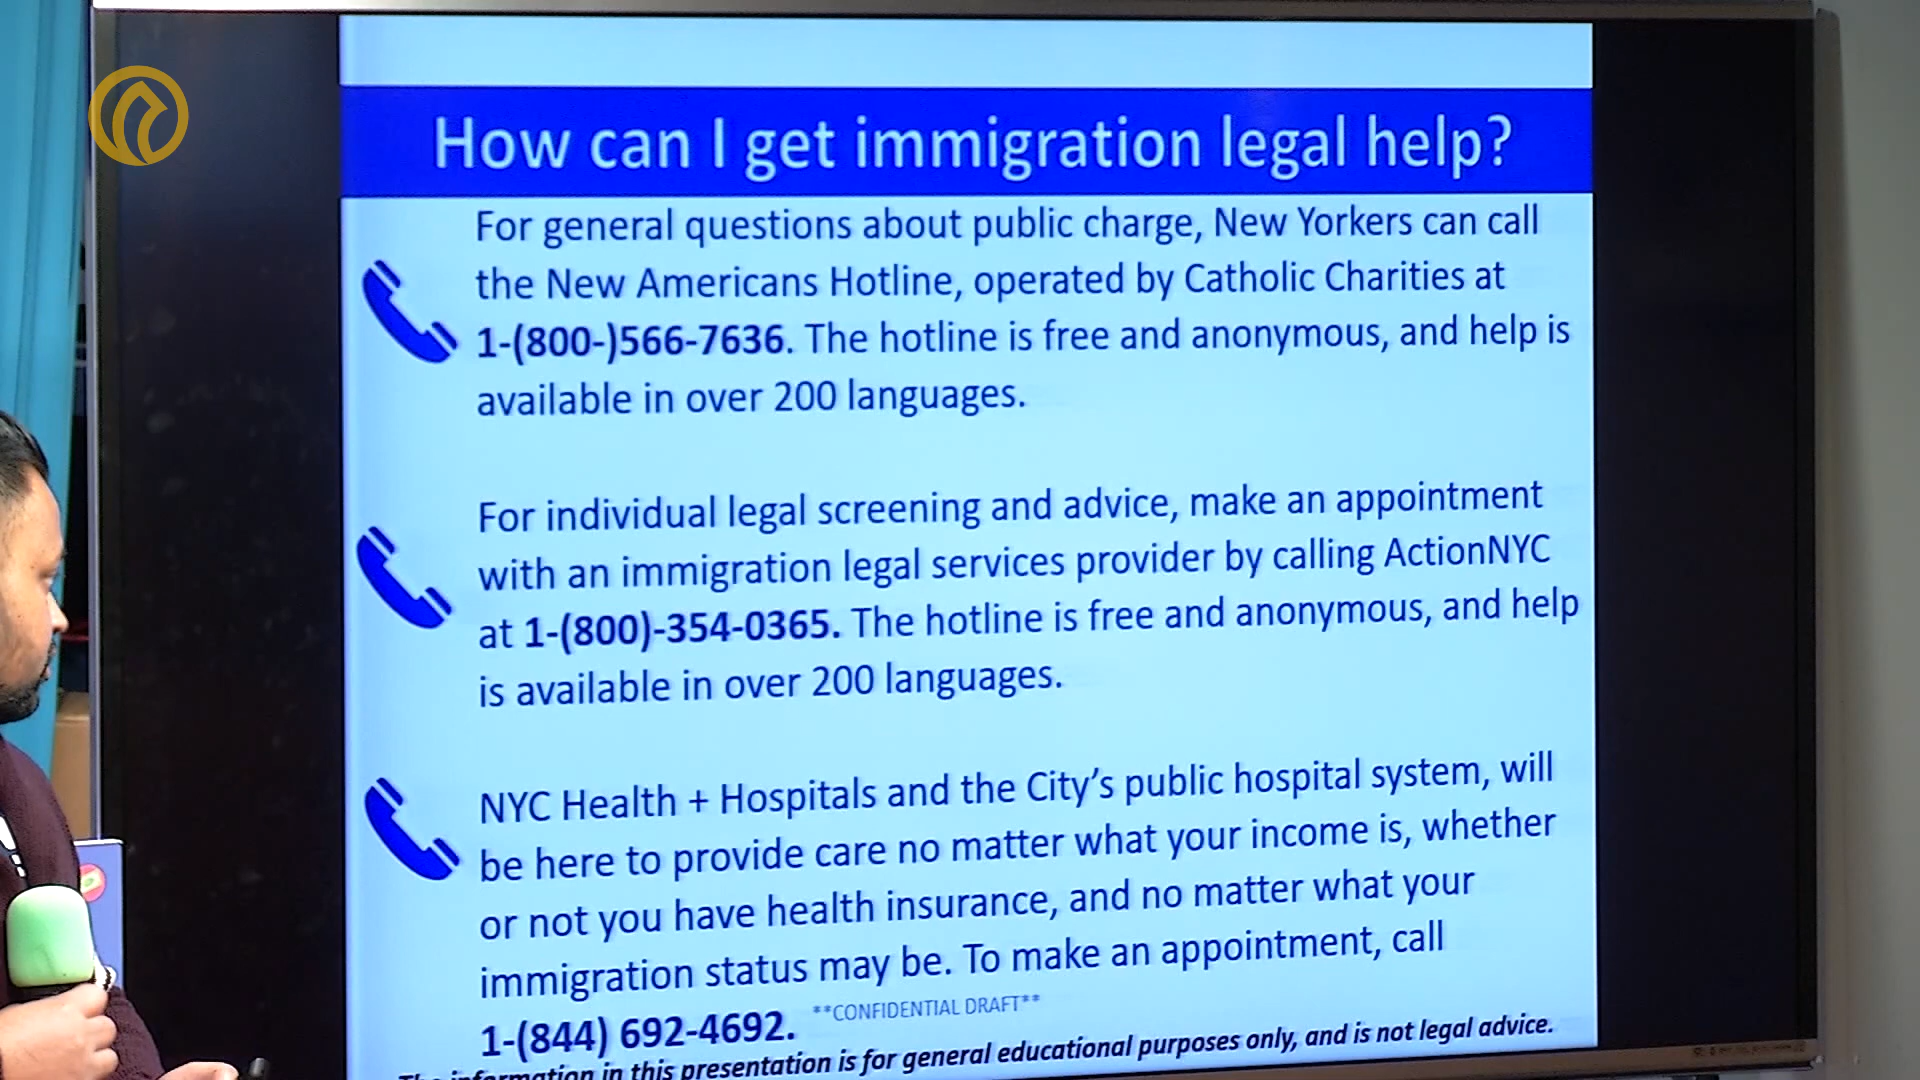 How can I get immigration legal help?
For general questions about public charge, New Yorkers can call
the New Americans Hotline, operated by Catholic Charities at
1-(800-)566-7636. The hotline is free and anonymous, and help is
available in over 200 languages.
For individual legal screening and advice, make an appointment
with an immigration legal services provider by calling ActionNYC
at 1-(800)-354-0365. The hotline is free and anonymous, and help
is available in over 200 languages.
NYC Health + Hospitals and the City's public hospital system, will
be here to provide care no matter what your income is, whether
or not you have health insurance, and no matter what your
immigration status may be. To make an appointment, call
1-(844) 692-4692.
**CONFIDENTIAL DRAFT**
The information in this presentation is for general educational purposes only, and is not legal advice.